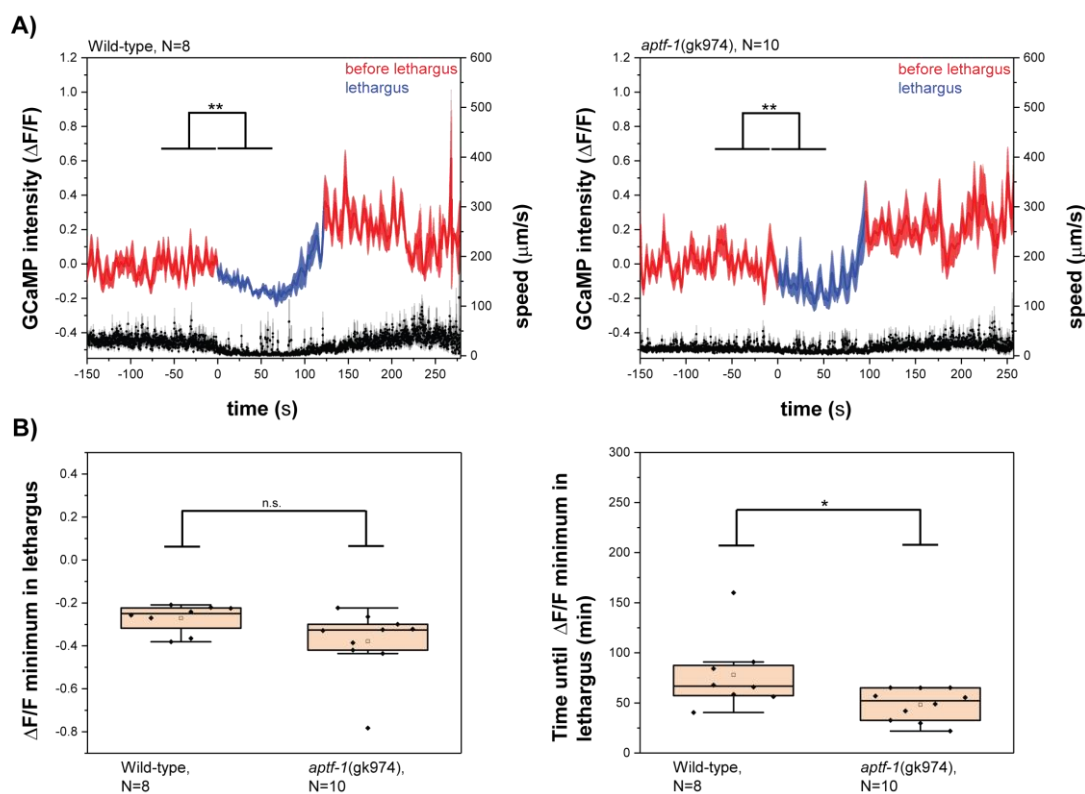 A)
Wild-type, N=8
before lethargus
lethargus
**
GCaMP intensity (ΔF/F)
1.2
1.0
0.8
0.6
0.4
0.2
0.0
-0.2
-0.4
600
500
400
300
200
100
0
speed (μm/s)
-150 -100 -50 0 50 100 150 200 250
time (s)
aptf-1(gk974), N=10
before lethargus
lethargus
**
GCaMP intensity (ΔF/F)
1.2
1.0
0.8
0.6
0.4
0.2
0.0
-0.2
-0.4
600
500
400
300
200
100
0
speed (μm/s)
-150 -100 -50 0 50 100 150 200 250
time (s)
B)
ΔF/F minimum in lethargus
0.4
0.2
0.0
-0.2
-0.4
-0.6
-0.8
n.s.
Wild-type,
N=8
aptf-1(gk974),
N=10
Time until ΔF/F minimum in
lethargus (min)
300
250
200
150
100
50
0
*
Wild-type,
N=8
aptf-1(gk974),
N=10